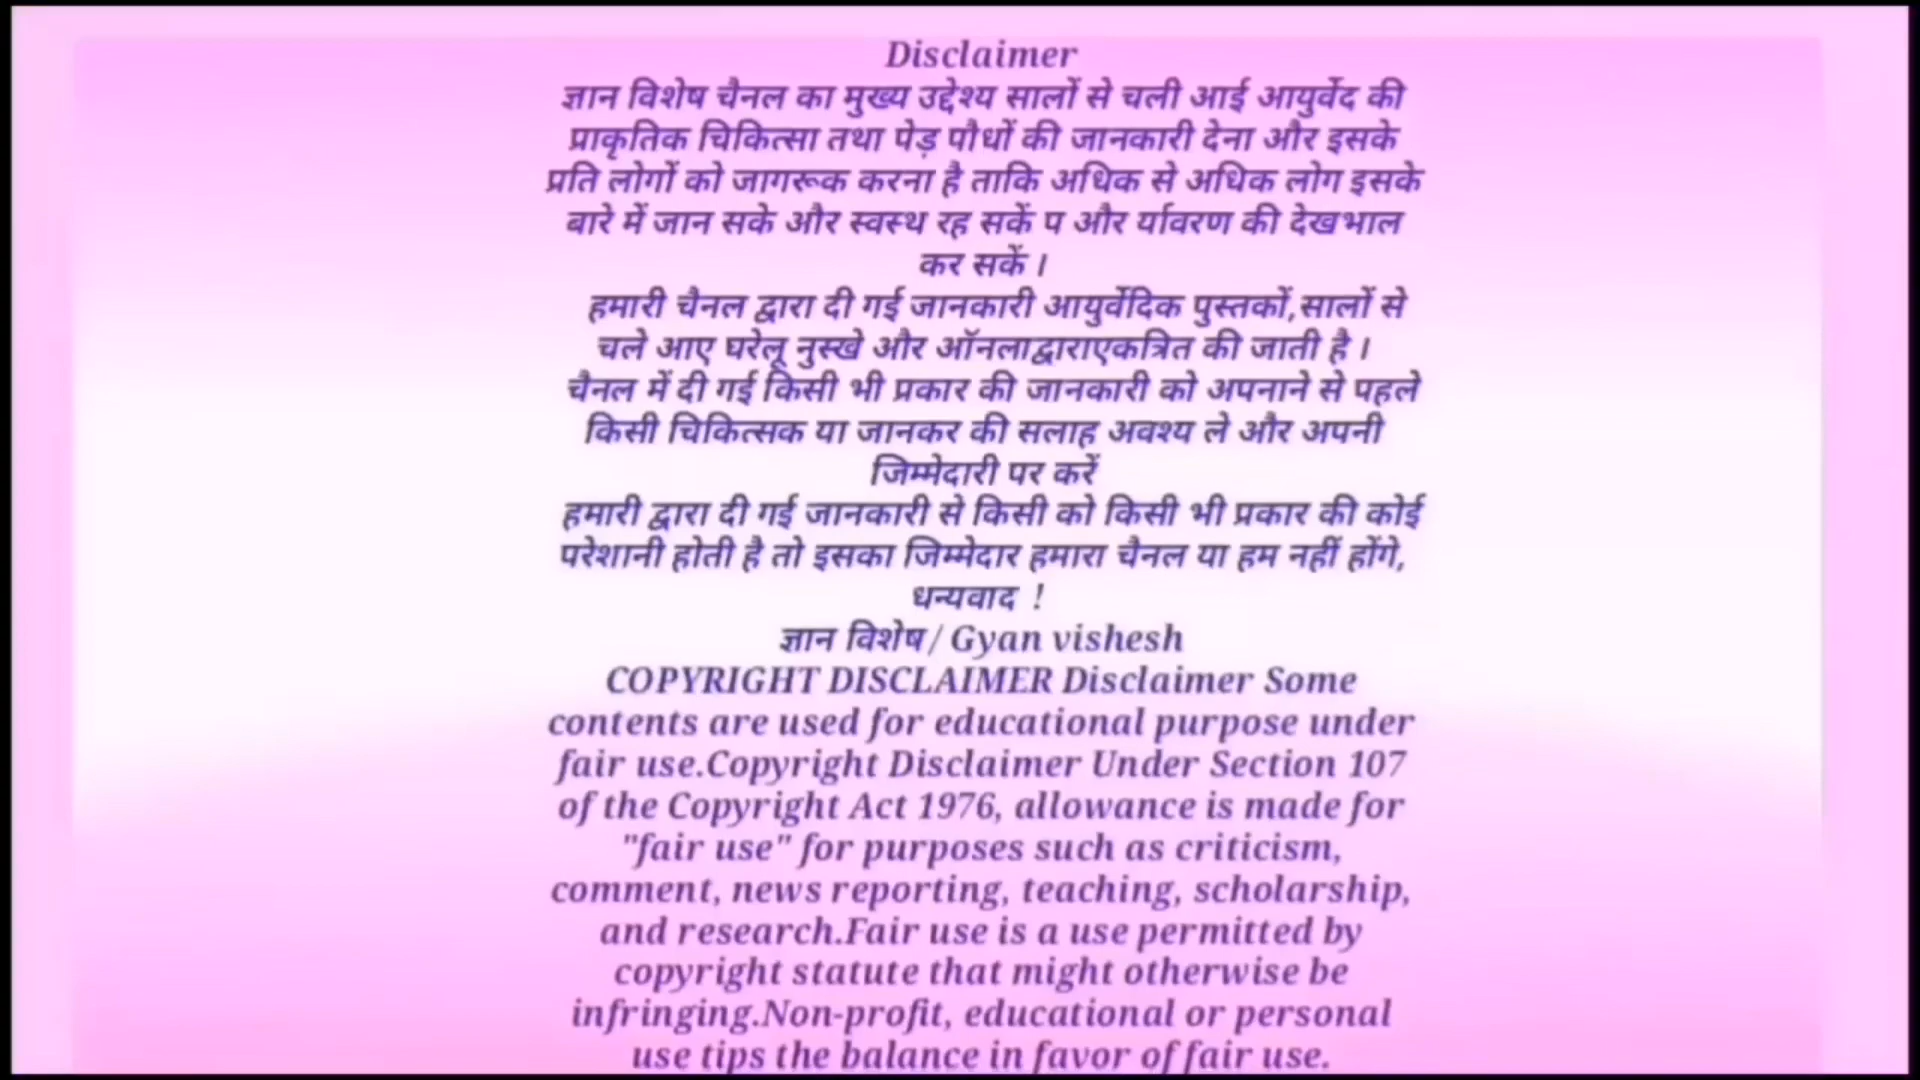 Disclaimer
ज्ञान विशेष चैनल का मुख्य उद्देश्य सालों से चली आई आयुर्वेद की
प्राकृतिक चिकित्सा तथा पेड़ पौधों की जानकारी देना और इसके
प्रति लोगों को जागरूक करना है ताकि अधिक से अधिक लोग इसके
बारे में जान सके और स्वस्थ रह सकें प और र्यावरण की देखभाल
कर सकें ।
हमारी चैनल द्वारा दी गई जानकारी आयुर्वेदिक पुस्तकों,सालों से
चले आए घरेलू नुस्खे और ऑनलाद्वाराएकत्रित की जाती है ।
चैनल में दी गई किसी भी प्रकार की जानकारी को अपनाने से पहले
किसी चिकित्सक या जानकर की सलाह अवश्य ले और अपनी
जिम्मेदारी पर करें
हमारी द्वारा दी गई जानकारी से किसी को किसी भी प्रकार की कोई
परेशानी होती है तो इसका जिम्मेदार हमारा चैनल या हम नहीं होंगे,
धन्यवाद !
ज्ञान विशेष/ Gyan vishesh
COPYRIGHT DISCLAIMER Disclaimer Some
contents are used for educational purpose under
fair use.Copyright Disclaimer Under Section 107
of the Copyright Act 1976, allowance is made for
"fair use" for purposes such as criticism,
comment, news reporting, teaching, scholarship,
and research.Fair use is a use permitted by
copyright statute that might otherwise be
infringing.Non-profit, educational or personal
use tips the balance in favor of fair use.